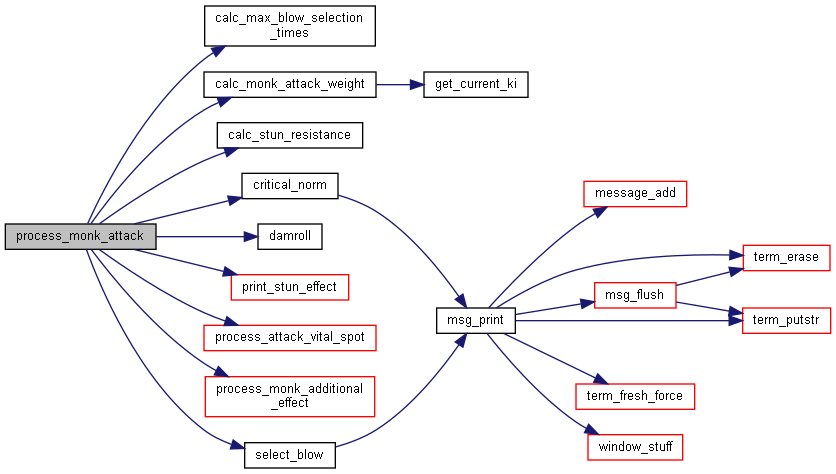 calc_max_blow_selection
_times
calc_monk_attack_weight
get_current_ki
calc_stun_resistance
critical_norm
message_add
process_monk_attack
damroll
term_erase
print_stun_effect
msg_flush
msg_print
term_putstr
process_attack_vital_spot
process_monk_additional
_effect
term_fresh_force
select_blow
window_stuff